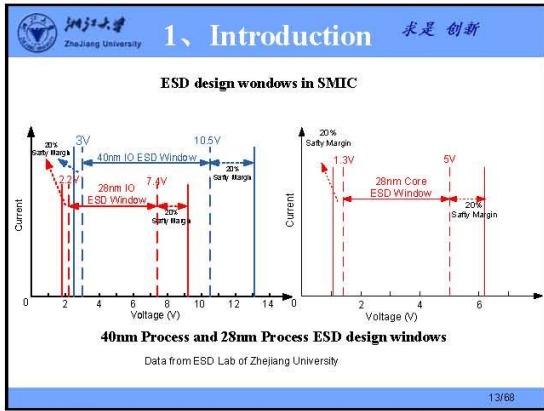 浙江大学
ZheJiang University
1、Introduction
求是 创新
ESD design wondows in SMIC
20%
Safty Margin
3V
10.5V
40nm IO ESD Window
20%
Safty Margin
2.2V
7.4V
28nm IO
ESD Window
20%
Safty Margin
Current
0
2
4
6
8
10
12
14
Voltage (V)
20%
Safty Margin
1.3V
5V
28nm Core
ESD Window
20%
Safty Margin
Current
0
2
4
6
Voltage (V)
40nm Process and 28nm Process ESD design windows
Data from ESD Lab of Zhejiang University
13/68